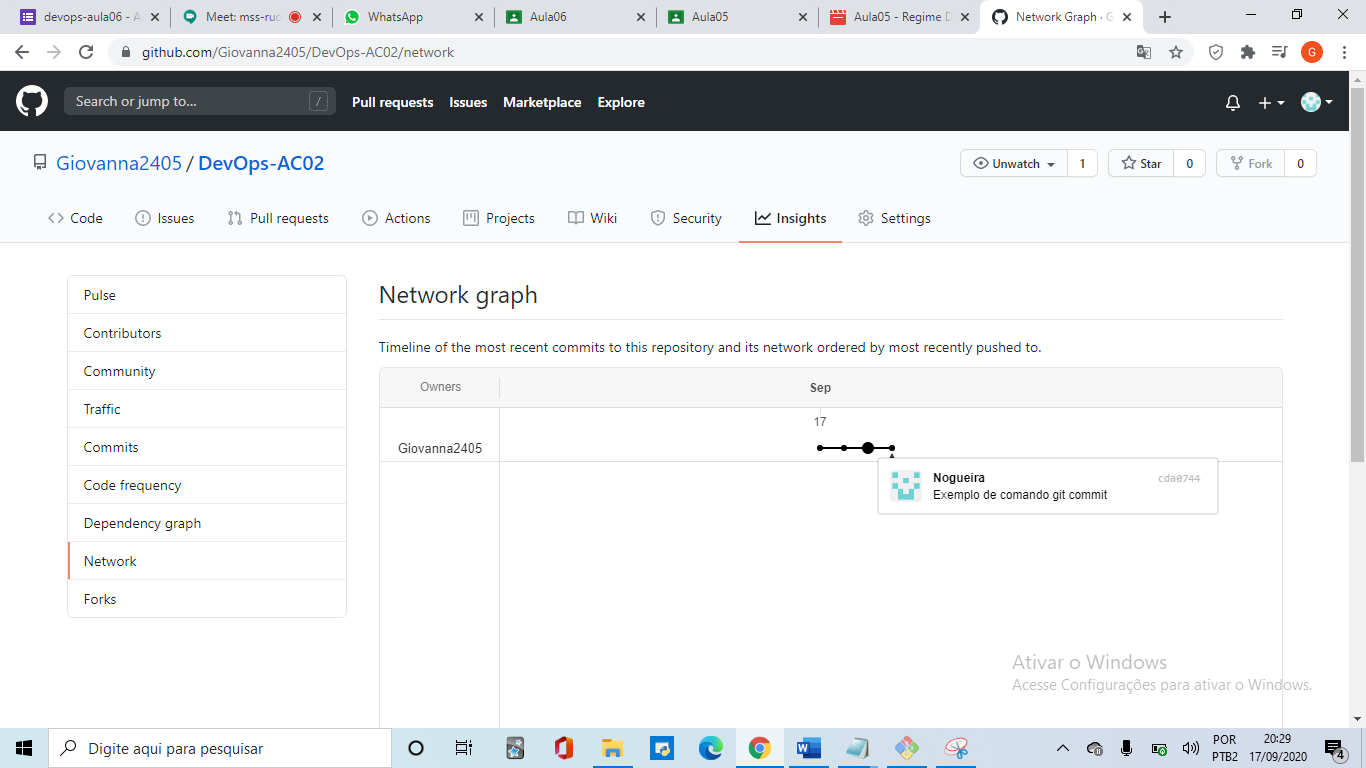 devops-aula06 - A
Meet: mss-ruc
WhatsApp
Aula06
Aula05
Aula05 - Regime D
Network Graph · G
github.com/Giovanna2405/DevOps-AC02/network
G
Search or jump to...
/
Pull requests
Issues
Marketplace
Explore
Giovanna2405 / DevOps-AC02
Unwatch
1
Star
0
Fork
0
Code
Issues
Pull requests
Actions
Projects
Wiki
Security
Insights
Settings
Pulse
Contributors
Community
Traffic
Commits
Code frequency
Dependency graph
Network
Forks
Network graph
Timeline of the most recent commits to this repository and its network ordered by most recently pushed to.
Owners
Sep
17
Giovanna2405
Nogueira
cda0744
Exemplo de comando git commit
Ativar o Windows
Acesse Configurações para ativar o Windows.
Digite aqui para pesquisar
POR
PTB2
20:29
17/09/2020
4